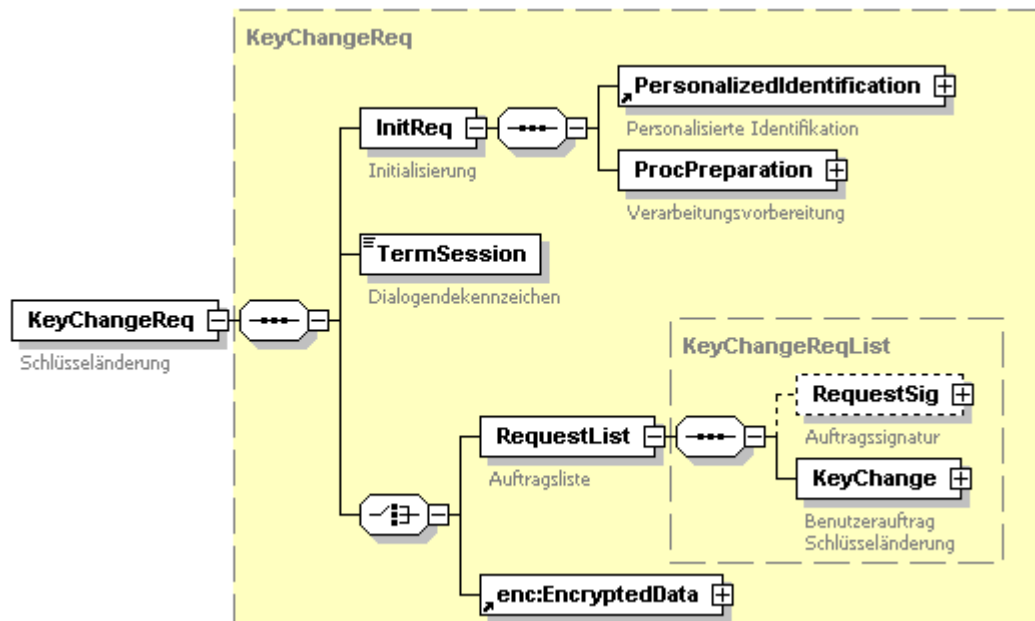 KeyChangeReq
PersonalizedIdentification
InitReq
Personalisierte Identifikation
Initialisierung
ProcPreparation
Verarbeitungsvorbereitung
TermSession
Dialogendekennzeichen
KeyChangeReq
Schlüsseländerung
KeyChangeReqList
RequestSig
Auftragssignatur
RequestList
Auftragsliste
KeyChange
Benutzerauftrag
Schlüsseländerung
enc:EncryptedData